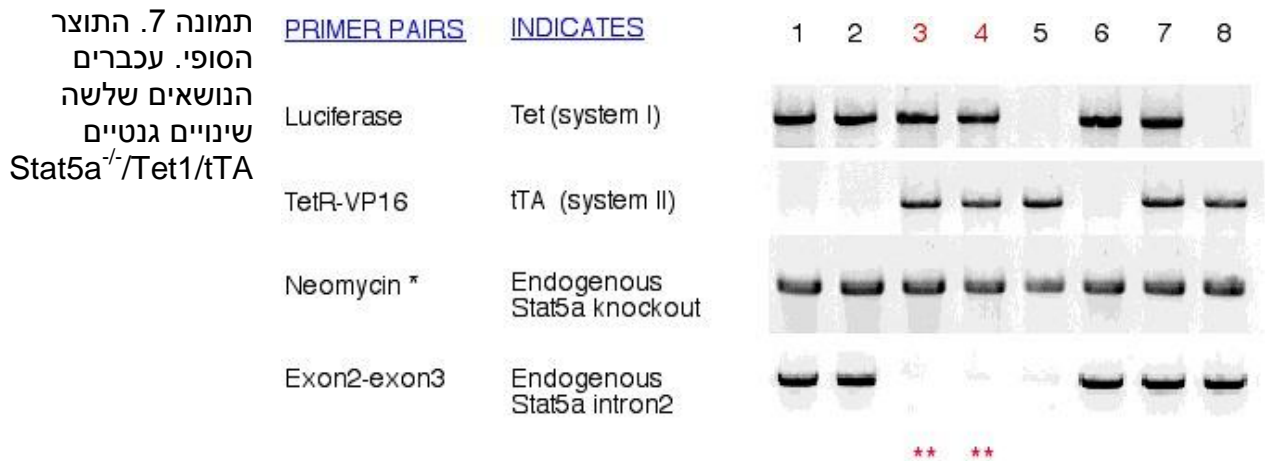 תמונה 7. התוצר
הסופי. עכברים
הנושאים שלשה
שינויים גנטיים
Stat5a-/-/Tet1/tTA
PRIMER PAIRS INDICATES 1 2 3 4 5 6 7 8
Luciferase Tet (system I)
TetR-VP16 tTA (system II)
Neomycin * Endogenous
Stat5a knockout
Exon2-exon3 Endogenous
Stat5a intron2
** **